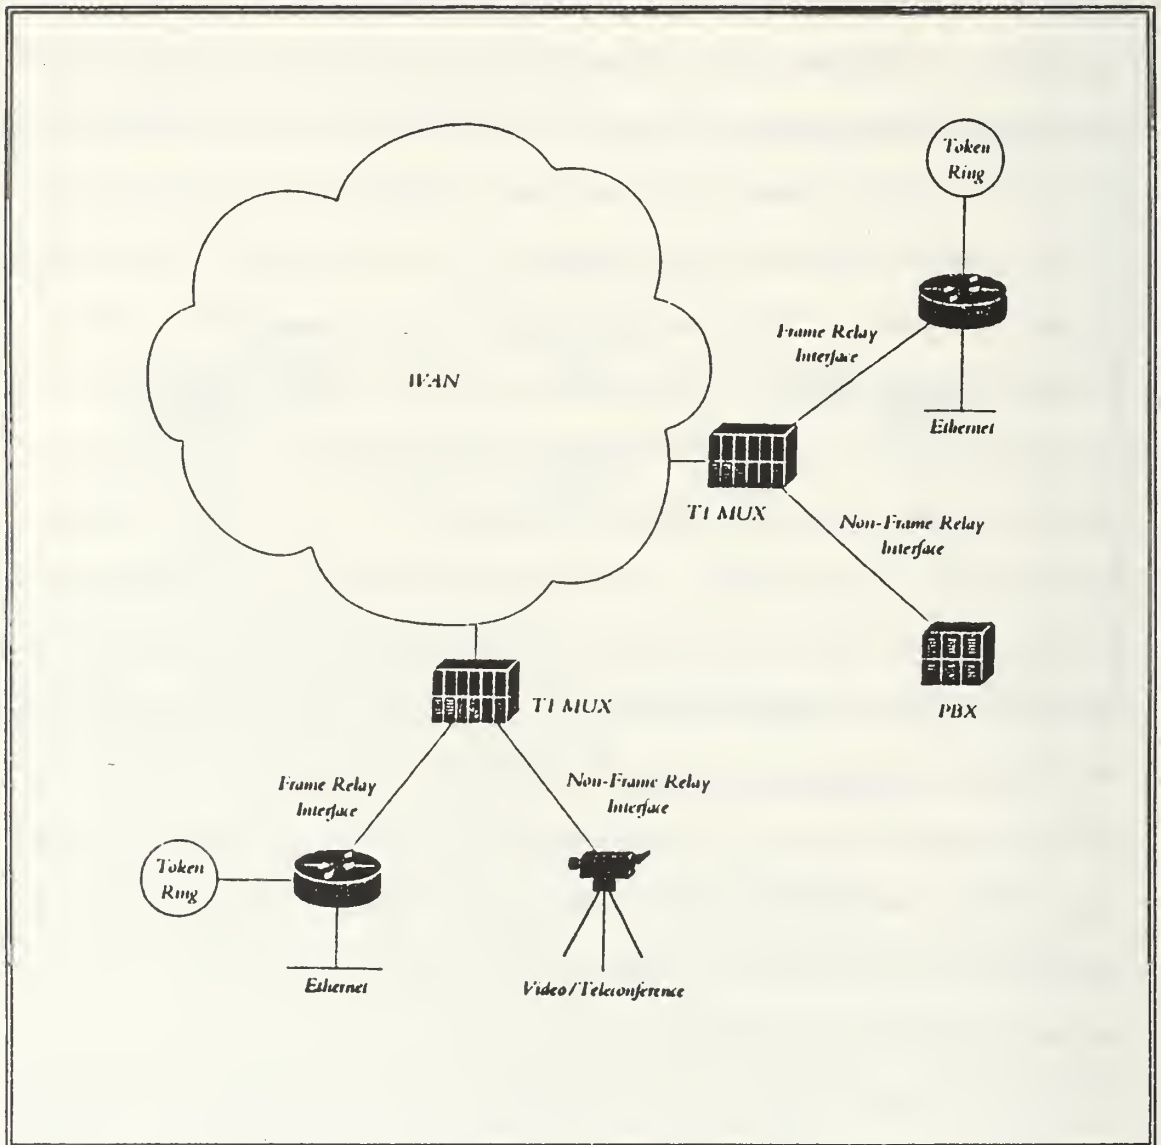 Token
Ring
Frame Relay
Interface
WAN
Ethernet
T1 MUX
Non-Frame Relay
Interface
PBX
T1 MUX
Frame Relay
Interface
Non-Frame Relay
Interface
Token
Ring
Ethernet
Video/Teleconference